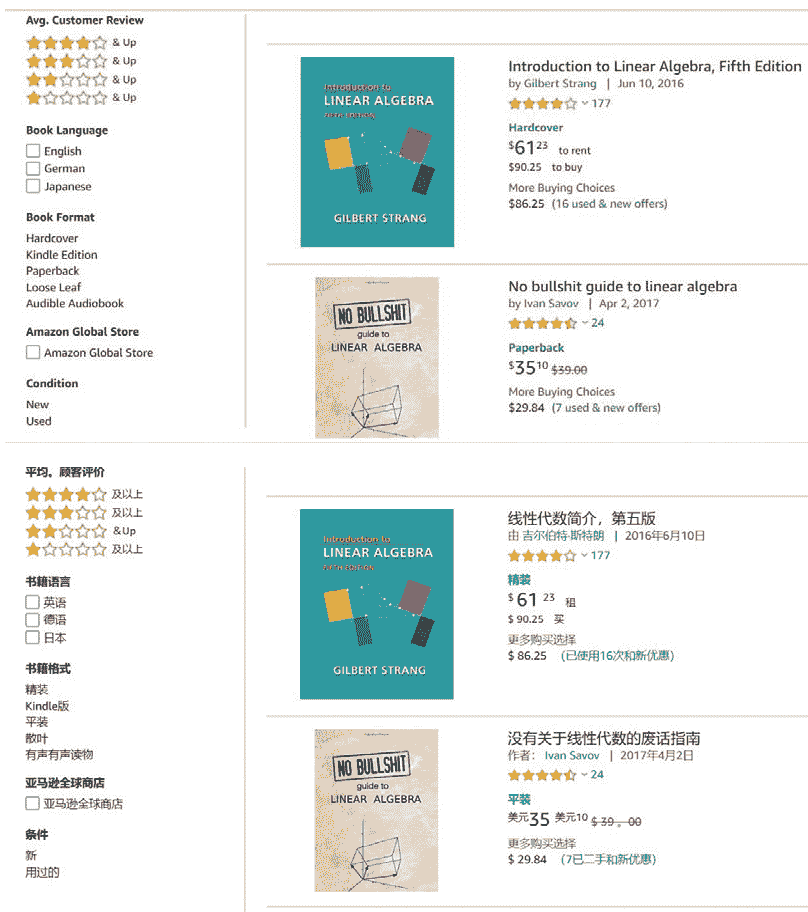 Avg. Customer Review
& Up
& Up
& Up
& Up
Book Language
English
German
Japanese
Book Format
Hardcover
Kindle Edition
Paperback
Loose Leaf
Audible Audiobook
Amazon Global Store
Amazon Global Store
Condition
New
Used
Introduction to
LINEAR ALGEBRA
FIFTH EDITION
GILBERT STRANG
Introduction to Linear Algebra, Fifth Edition
by Gilbert Strang | Jun 10, 2016
177
Hardcover
$61 23 to rent
$90.25 to buy
More Buying Choices
$86.25 (16 used & new offers)
NO BULLSHIT
guide to
LINEAR ALGEBRA
No bullshit guide to linear algebra
by Ivan Savov | Apr 2, 2017
24
Paperback
$35 10 $39.00
More Buying Choices
$29.84 (7 used & new offers)
平均。顾客评价
及以上
及以上
&Up
及以上
书籍语言
英语
德语
日本
书籍格式
精装
Kindle版
平装
散叶
有声有声读物
亚马逊全球商店
亚马逊全球商店
条件
新
用过的
Introduction to
LINEAR ALGEBRA
FIFTH EDITION
GILBERT STRANG
线性代数简介，第五版
由 吉尔伯特·斯特朗 | 2016年6月10日
177
精装
$ 61 23 租
$ 90.25 买
更多购买选择
$ 86.25 (已使用16次和新优惠)
NO BULLSHIT
guide to
LINEAR ALGEBRA
没有关于线性代数的废话指南
作者： Ivan Savov | 2017年4月2日
24
平装
美元35 美元10 $ 39 。 00
更多购买选择
$ 29.84 (7已二手和新优惠)